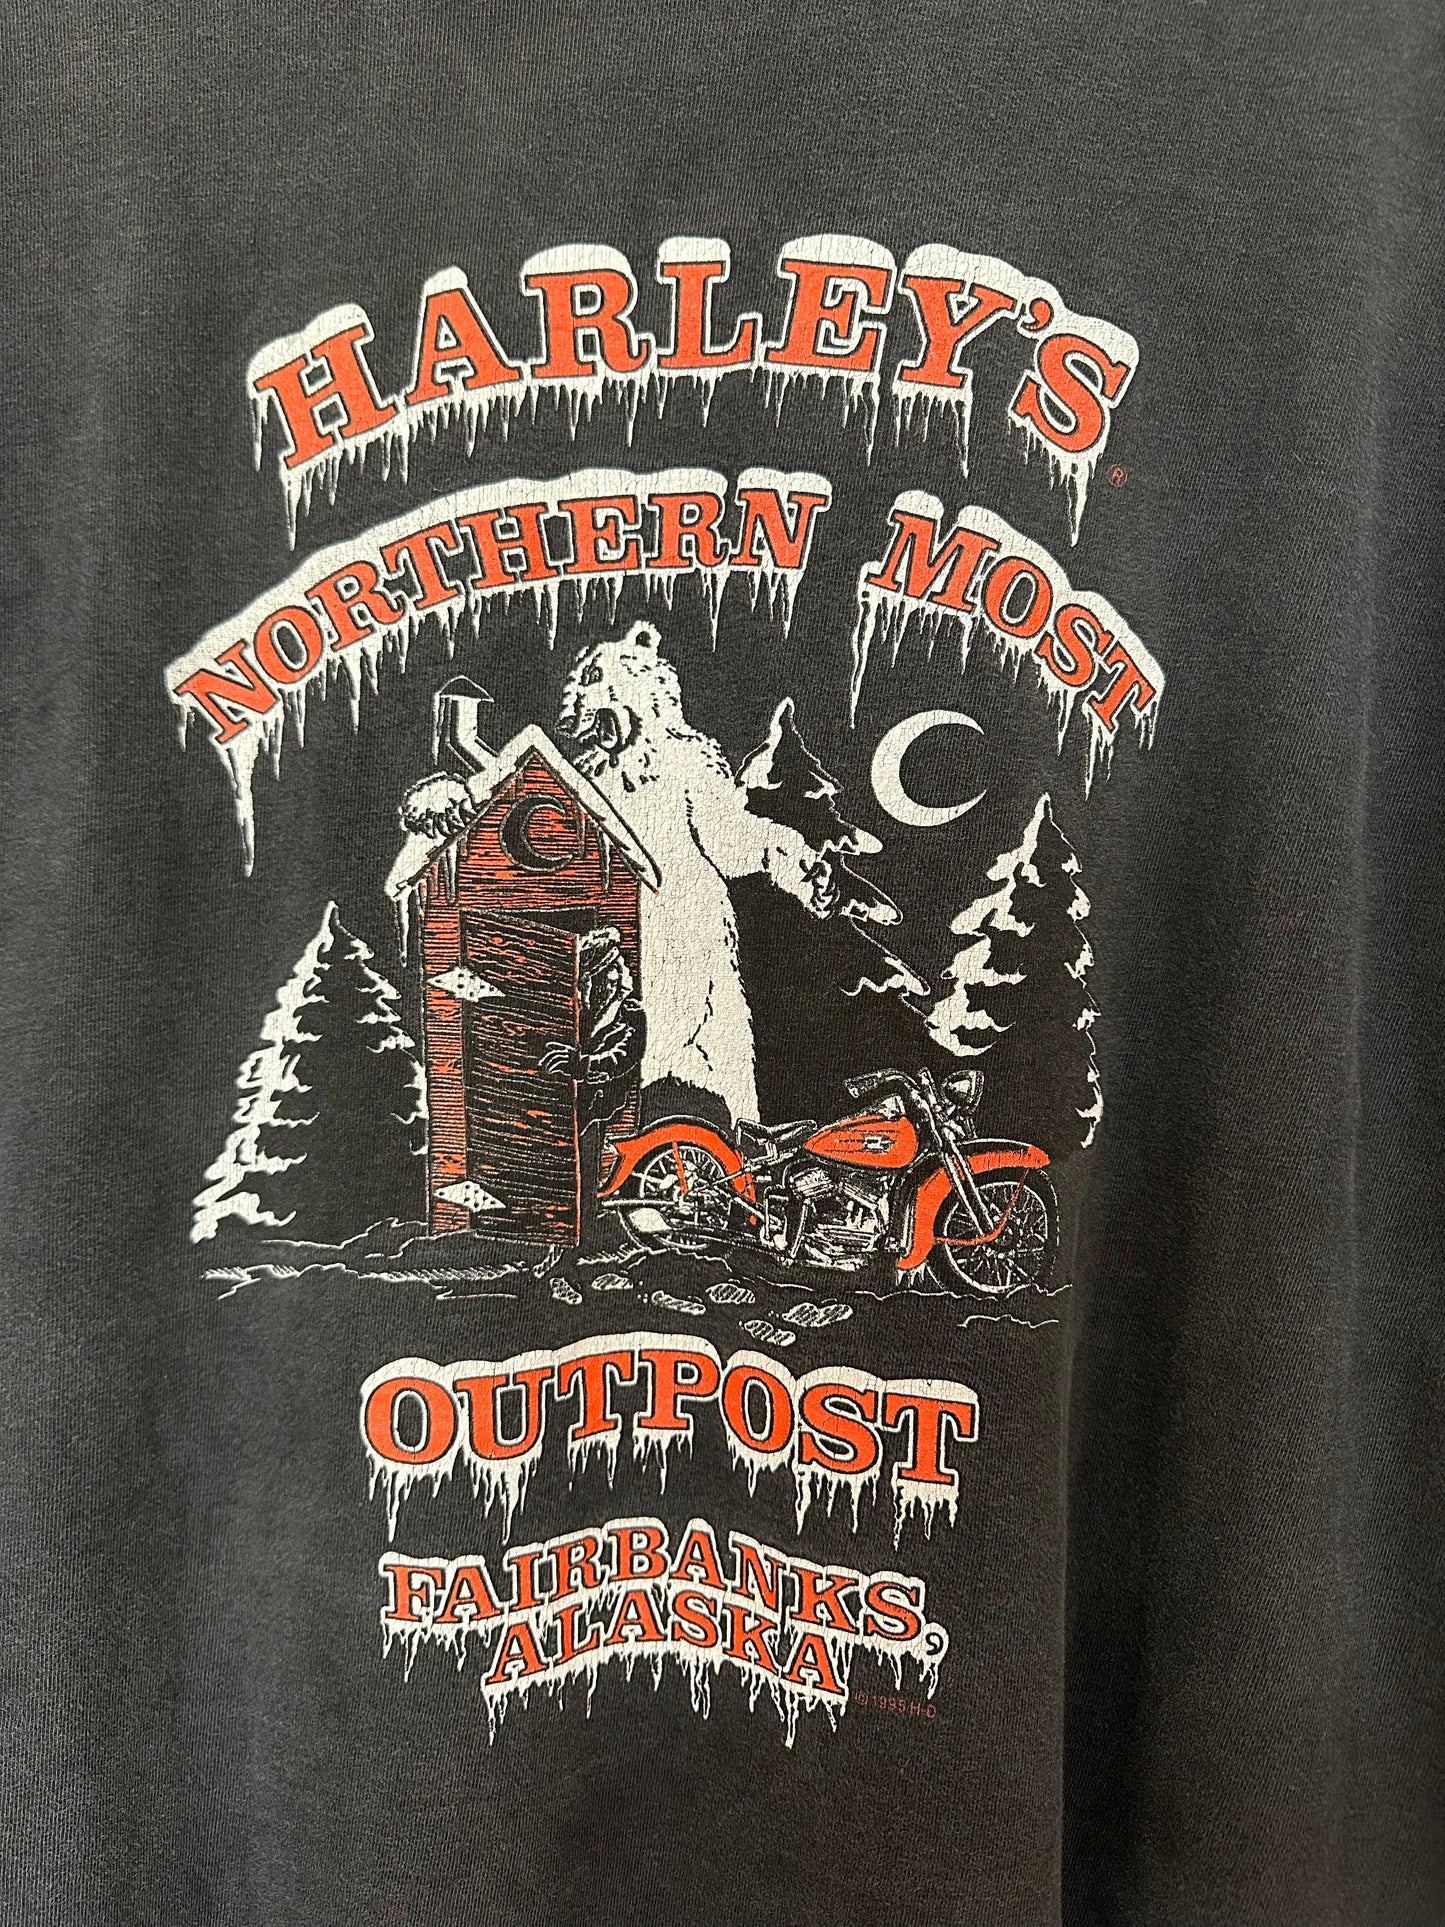 HARLEY'S
®
NORTHERN MOST
OUTPOST
FAIRBANKS,
ALASKA
© 1995 H-D